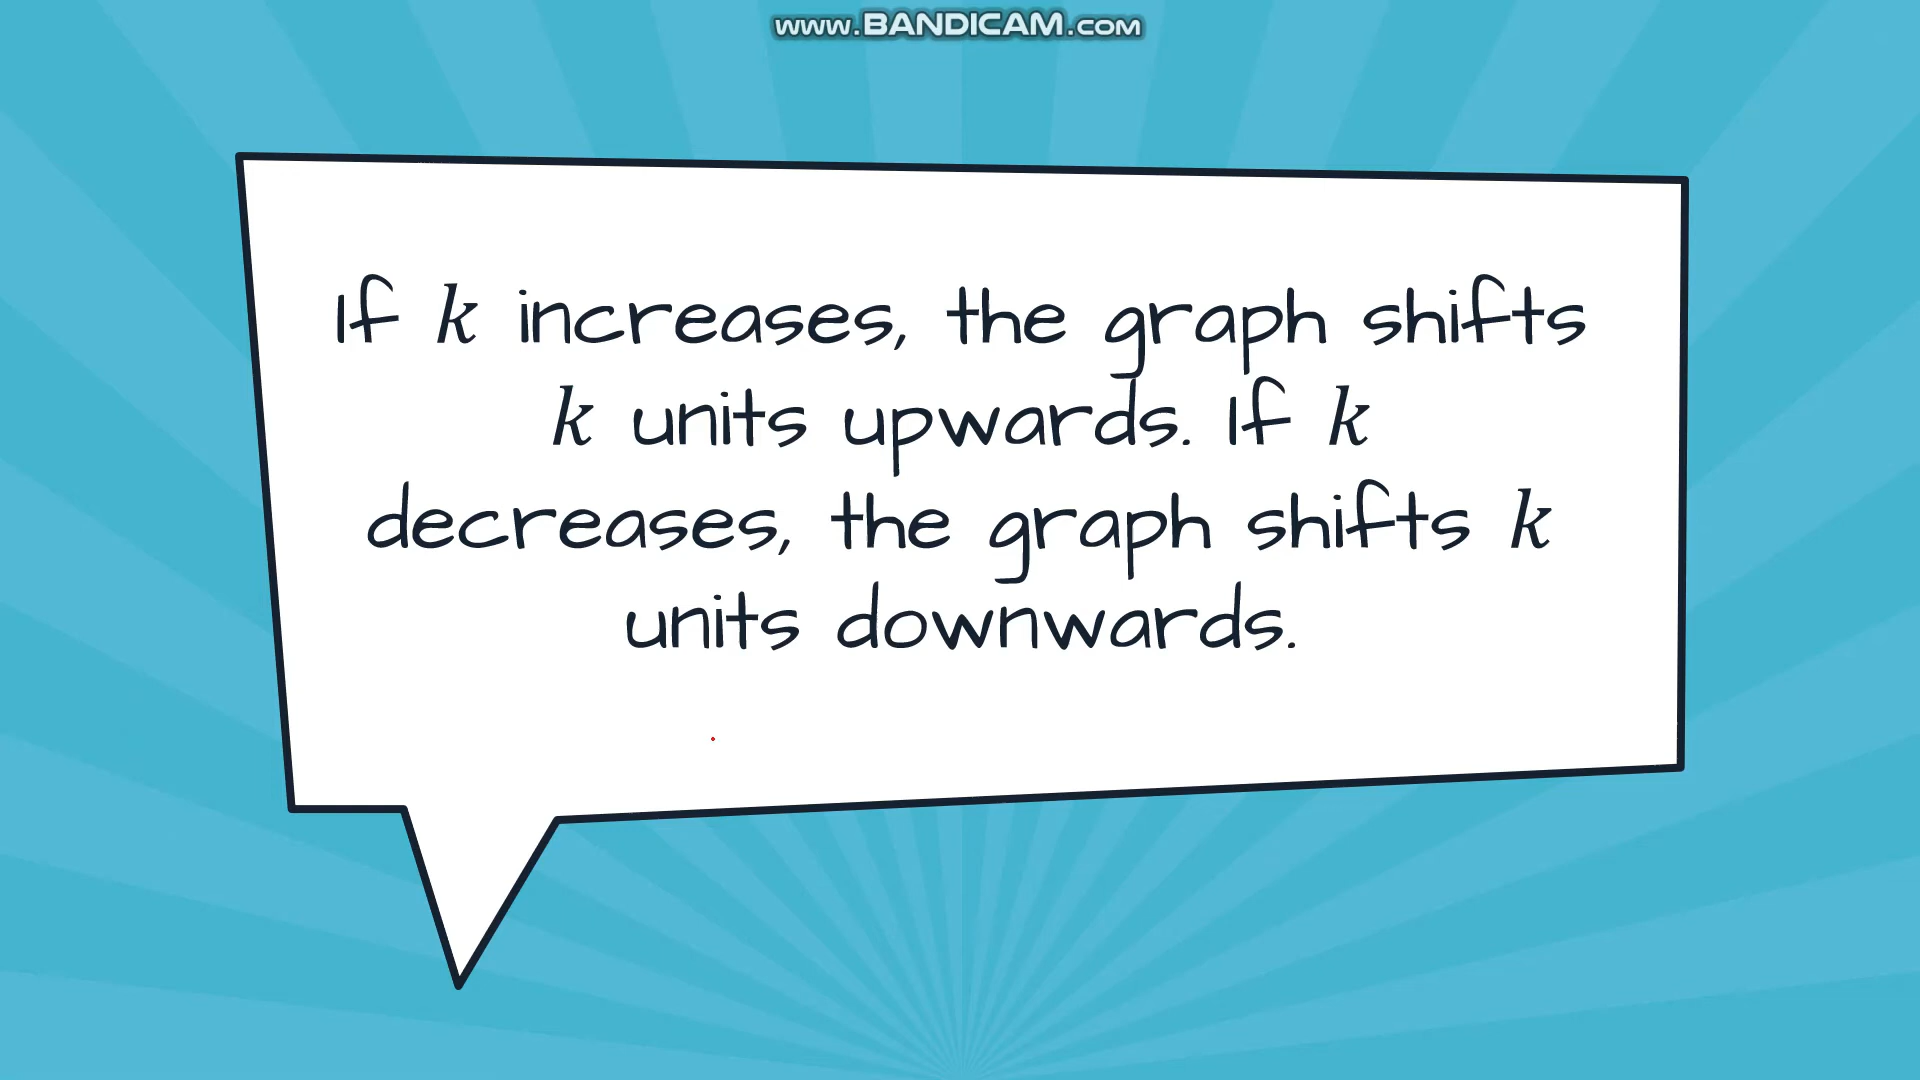 www.BANDICAM.com
If k increases, the graph shifts
k units upwards. If k
decreases, the graph shifts k
units downwards.